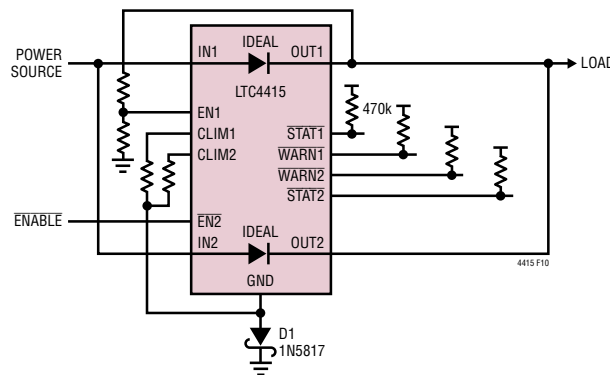 IDEAL
POWER
SOURCE
IN1
OUT1
LOAD
LTC4415
EN1
CLIM1
CLIM2
470k
STAT1
WARN1
WARN2
STAT2
ENABLE
EN2
IDEAL
IN2
OUT2
4415 F10
GND
D1
1N5817